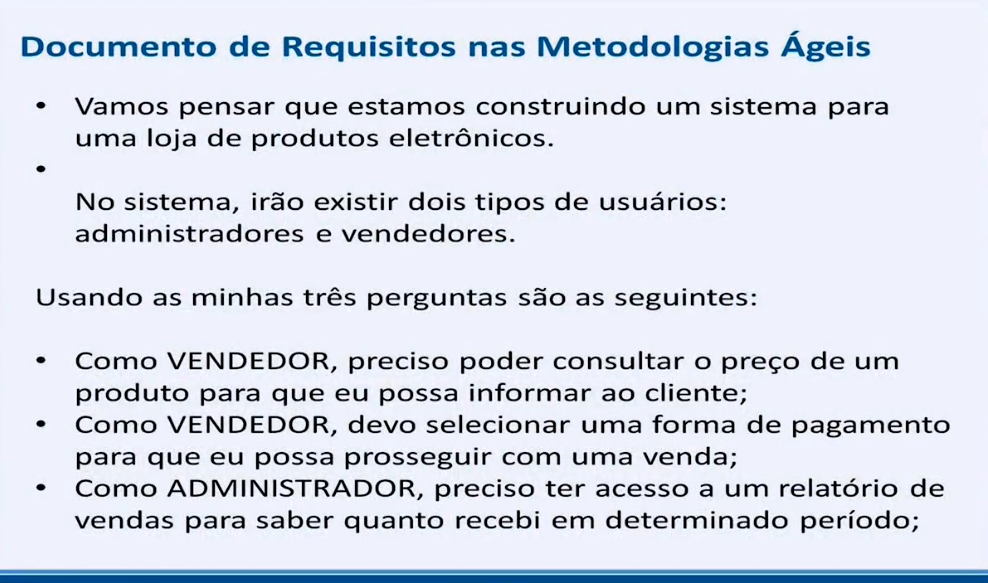 Documento de Requisitos nas Metodologias Ágeis
• Vamos pensar que estamos construindo um sistema para
uma loja de produtos eletrônicos.
•
No sistema, irão existir dois tipos de usuários:
administradores e vendedores.
Usando as minhas três perguntas são as seguintes:
• Como VENDEDOR, preciso poder consultar o preço de um
produto para que eu possa informar ao cliente;
• Como VENDEDOR, devo selecionar uma forma de pagamento
para que eu possa prosseguir com uma venda;
• Como ADMINISTRADOR, preciso ter acesso a um relatório de
vendas para saber quanto recebi em determinado período;